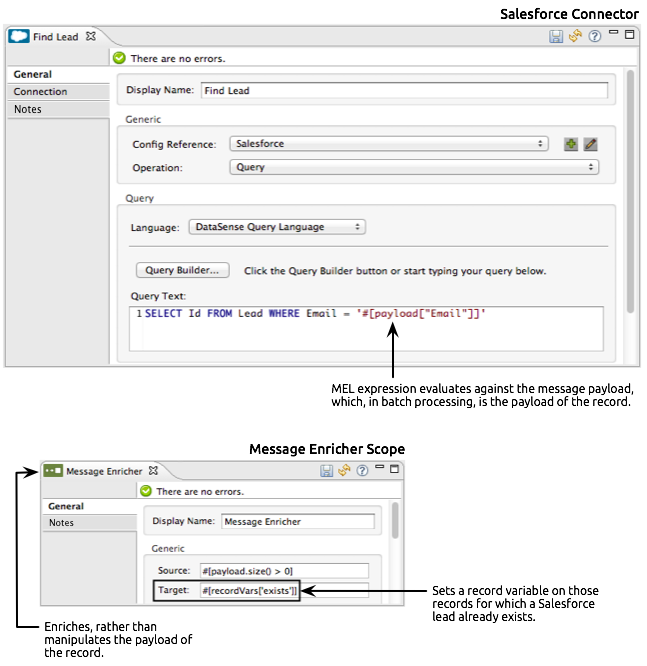 Salesforce Connector
Find Lead
There are no errors.
General
Connection
Notes
Display Name: Find Lead
Generic
Config Reference: Salesforce
Operation: Query
Query
Language: DataSense Query Language
Query Builder... Click the Query Builder button or start typing your query below.
Query Text:
1 SELECT Id FROM Lead WHERE Email = '#[payload["Email"]]'
MEL expression evaluates against the message payload,
which, in batch processing, is the payload of the record.
Message Enricher Scope
Message Enricher
There are no errors.
General
Notes
Display Name: Message Enricher
Generic
Source: #[payload.size() > 0]
Target: #[recordVars['exists']]
Sets a record variable on those
records for which a Salesforce
lead already exists.
Enriches, rather than
manipulates the payload of
the record.